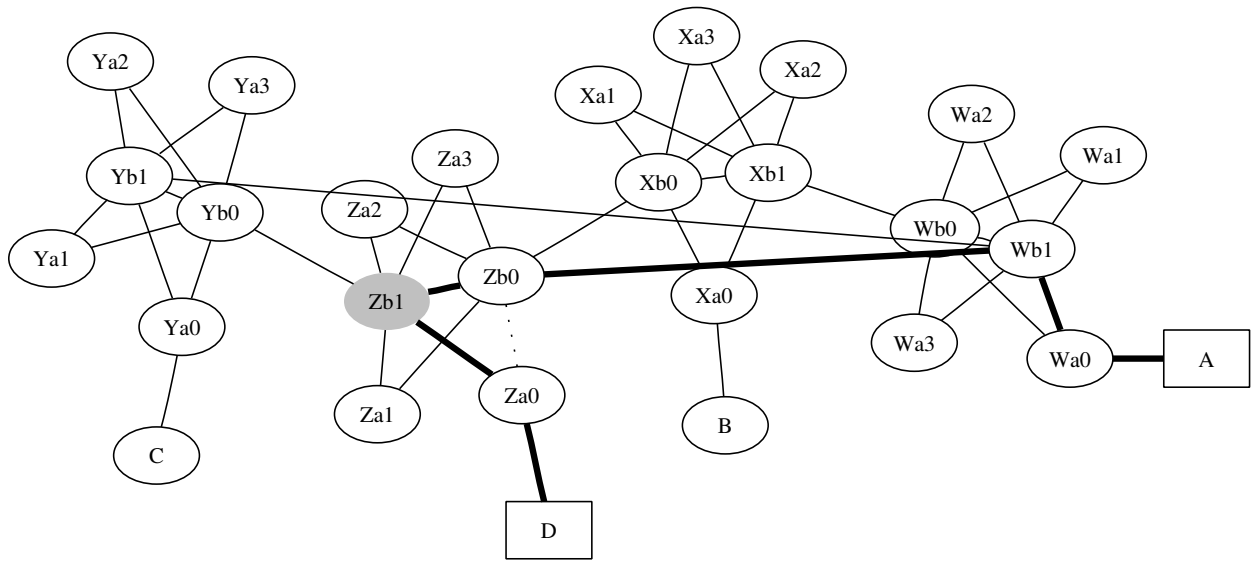 Ya2
Ya3
Yb1
Yb0
Ya1
Ya0
C
Za3
Za2
Zb0
Zb1
Za1
Za0
D
Xa3
Xa2
Xa1
Xb0
Xb1
Xa0
B
Wa2
Wa1
Wb0
Wb1
Wa3
Wa0
A